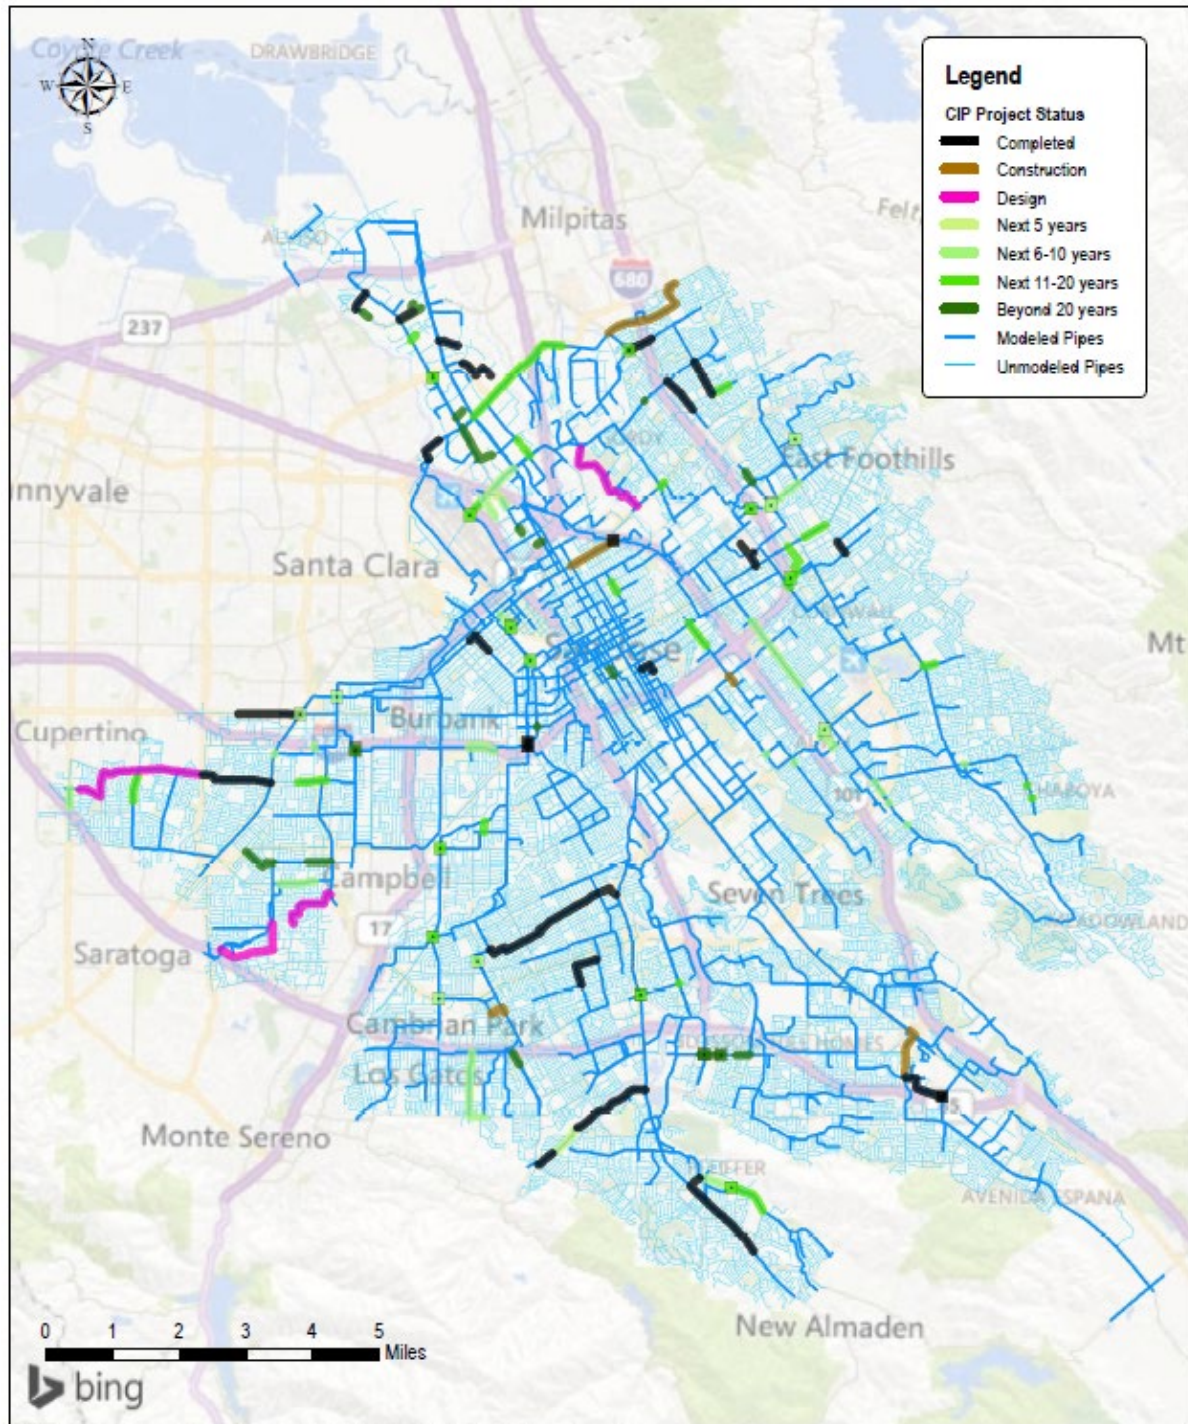 Coyote Creek
DRAWBRIDGE
N
W E
S
Legend
CIP Project Status
Completed
Construction
Design
Next 5 years
Next 6-10 years
Next 11-20 years
Beyond 20 years
Modeled Pipes
Unmodeled Pipes
Milpitas
Felt
680
237
East Foothills
nnyvale
Santa Clara
Mt
Burbank
Cupertino
101
Campbell
Seven Trees
17
Saratoga
Cambrian Park
Los Gatos
Monte Sereno
AVENIDA ESPANA
New Almaden
0 1 2 3 4 5
Miles
bing